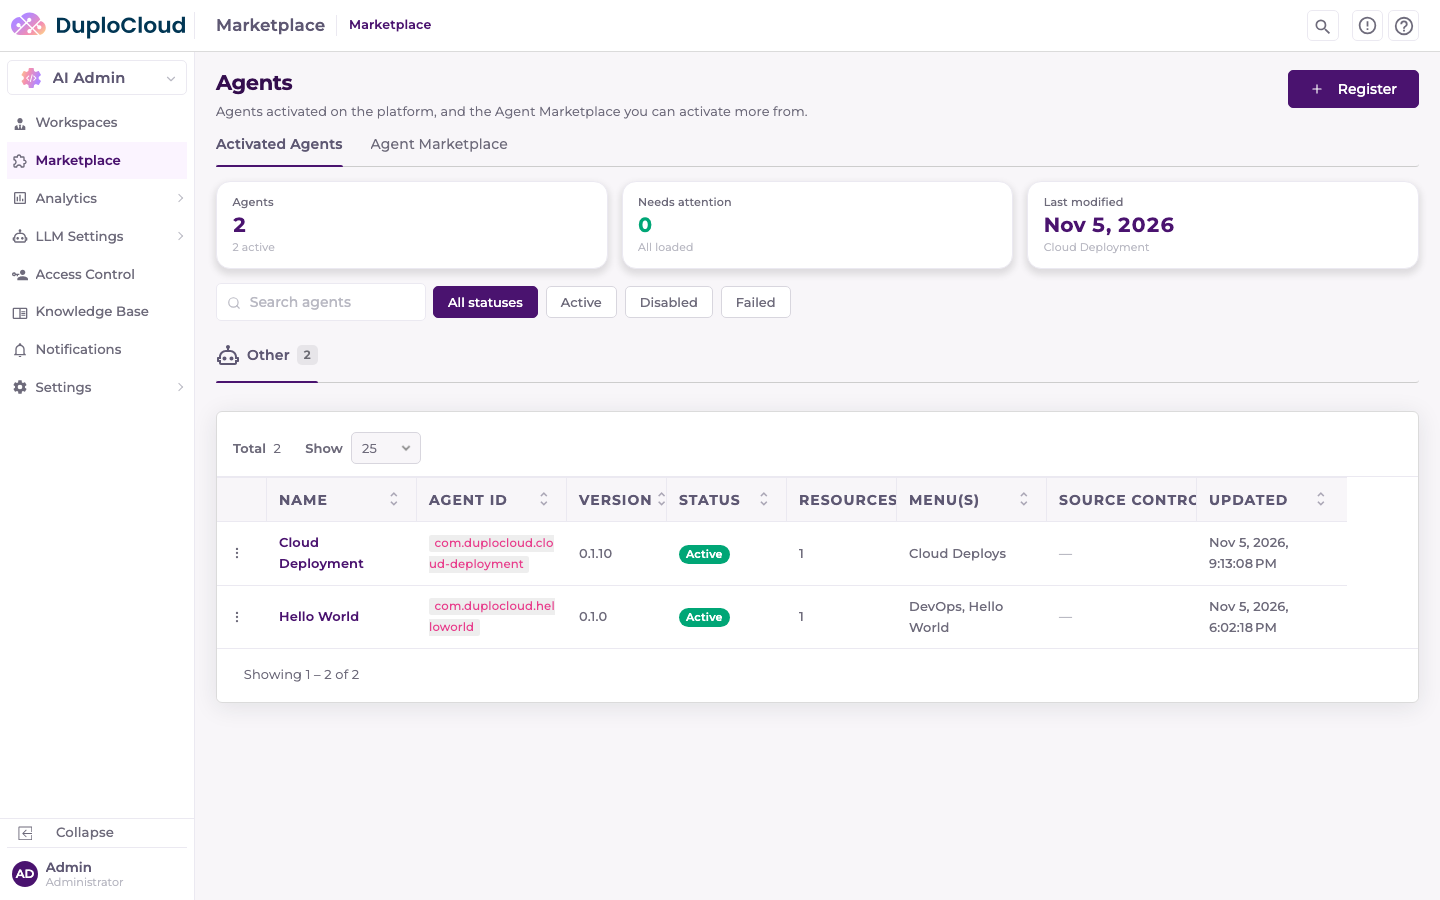 DuploCloud
Marketplace
Marketplace
AI Admin
Workspaces
Marketplace
Analytics
LLM Settings
Access Control
Knowledge Base
Notifications
Settings
Collapse
AD
Admin
Administrator
Agents
Agents activated on the platform, and the Agent Marketplace you can activate more from.
+ Register
Activated Agents
Agent Marketplace
Agents
2
2 active
Needs attention
0
All loaded
Last modified
Nov 5, 2026
Cloud Deployment
Search agents
All statuses
Active
Disabled
Failed
Other 2
Total 2 Show 25
NAME AGENT ID VERSION STATUS RESOURCES MENU(S) SOURCE CONTRO UPDATED
Cloud
Deployment
com.duplocloud.clo
ud-deployment
0.1.10
Active
1
Cloud Deploys
—
Nov 5, 2026,
9:13:08 PM
Hello World
com.duplocloud.hel
loworld
0.1.0
Active
1
DevOps, Hello
World
—
Nov 5, 2026,
6:02:18 PM
Showing 1 – 2 of 2